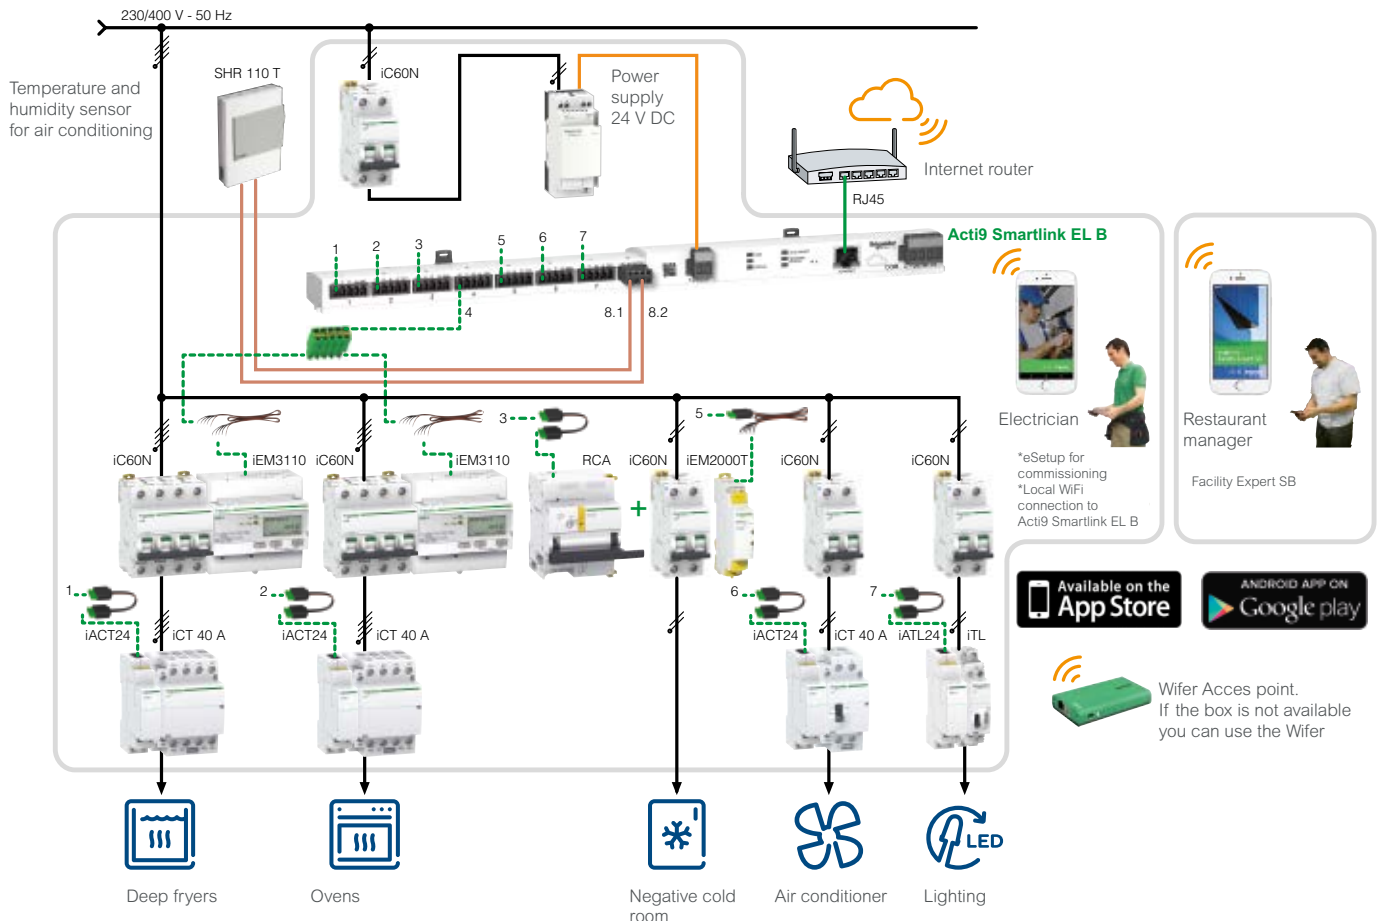 230/400 V - 50 Hz
Temperature and
humidity sensor
for air conditioning
SHR 110 T
iC60N
Power
supply
24 V DC
Internet router
RJ45
Acti9 Smartlink EL B
1
2
3
4
5
6
7
8.1
8.2
Electrician
*eSetup for
commissioning
*Local WiFi
connection to
Acti9 Smartlink EL B
Restaurant
manager
Facility Expert SB
3
5
iC60N
iEM3110
iC60N
iEM3110
RCA
+
iC60N
iEM2000T
iC60N
iC60N
1
2
6
7
iACT24
iCT 40 A
iACT24
iCT 40 A
iACT24
iCT 40 A
iATL24
iTL
Available on the
App Store
ANDROID APP ON
Google play
Wifer Acces point.
If the box is not available
you can use the Wifer
LED
Deep fryers
Ovens
Negative cold
room
Air conditioner
Lighting